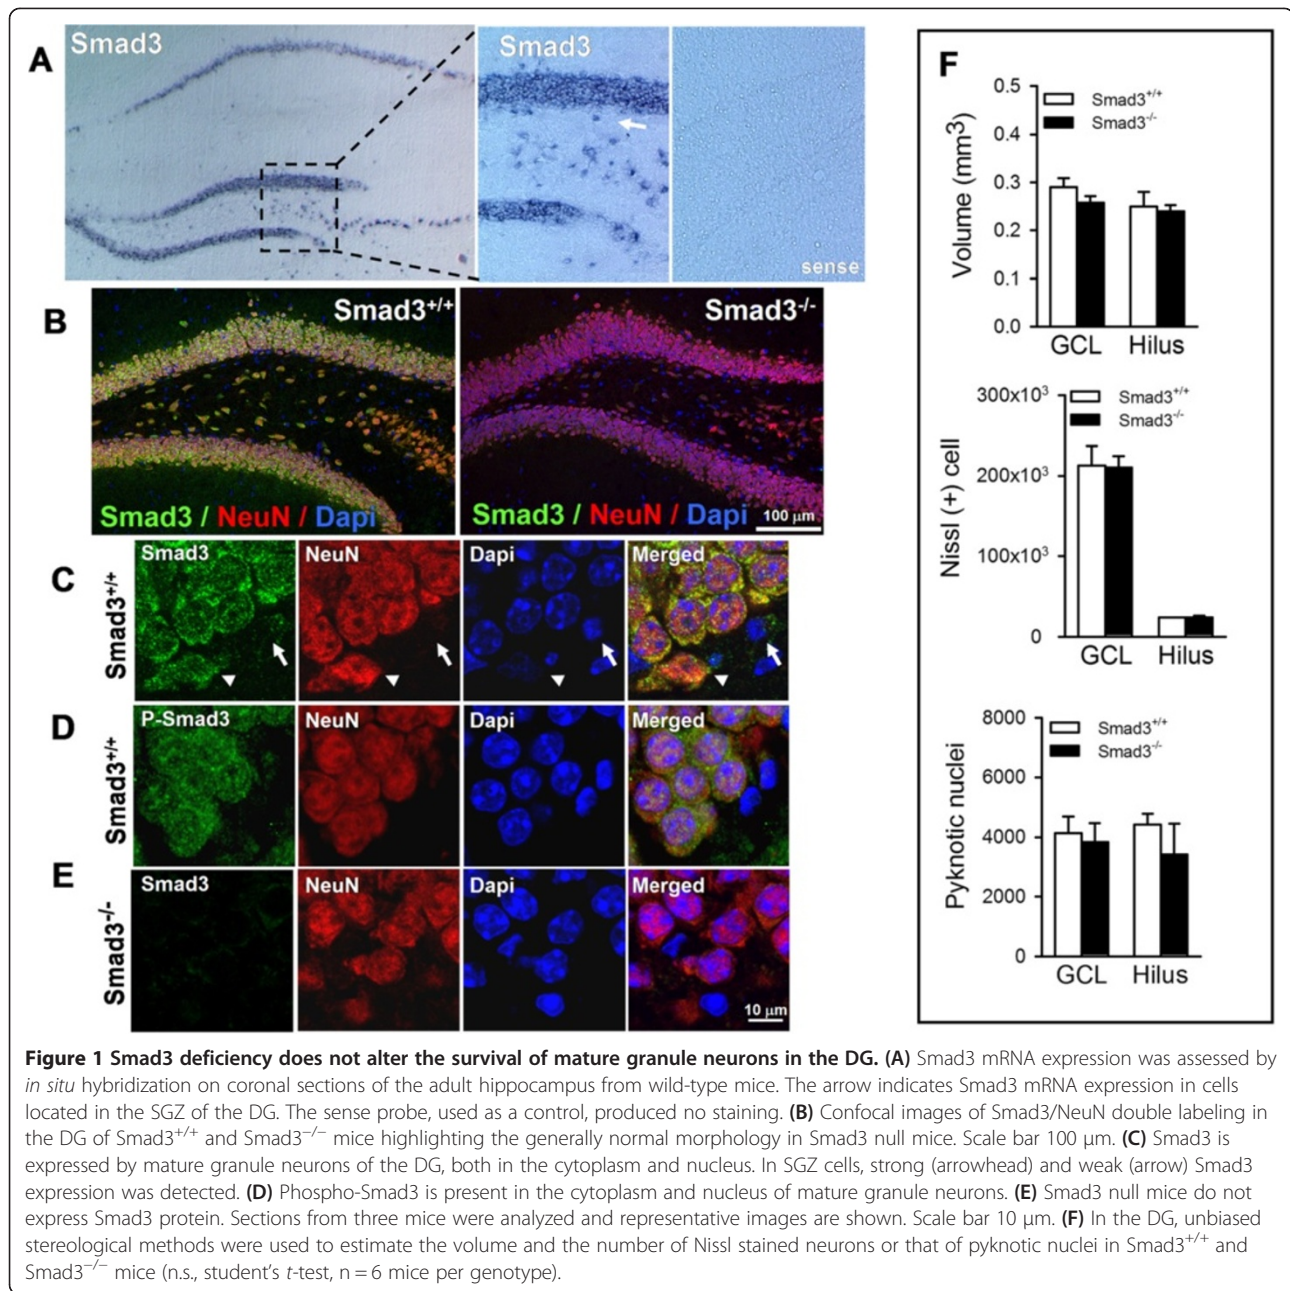 A
Smad3
Smad3
sense
B
Smad3+/+
Smad3-/-
Smad3 / NeuN / Dapi
Smad3 / NeuN / Dapi
100 µm
C
Smad3+/+
Smad3
NeuN
Dapi
Merged
D
Smad3+/+
P-Smad3
NeuN
Dapi
Merged
E
Smad3-/-
Smad3
NeuN
Dapi
Merged
10 µm
F
Volume (mm3)
0.5
0.4
0.3
0.2
0.1
0.0
Smad3+/+
Smad3-/-
GCL Hilus
Nissl (+) cell
300x10³
200x10³
100x10³
0
Smad3+/+
Smad3-/-
GCL Hilus
Pyknotic nuclei
8000
6000
4000
2000
0
Smad3+/+
Smad3-/-
GCL Hilus
Figure 1 Smad3 deficiency does not alter the survival of mature granule neurons in the DG. (A) Smad3 mRNA expression was assessed by
in situ hybridization on coronal sections of the adult hippocampus from wild-type mice. The arrow indicates Smad3 mRNA expression in cells
located in the SGZ of the DG. The sense probe, used as a control, produced no staining. (B) Confocal images of Smad3/NeuN double labeling in
the DG of Smad3+/+ and Smad3−/− mice highlighting the generally normal morphology in Smad3 null mice. Scale bar 100 µm. (C) Smad3 is
expressed by mature granule neurons of the DG, both in the cytoplasm and nucleus. In SGZ cells, strong (arrowhead) and weak (arrow) Smad3
expression was detected. (D) Phospho-Smad3 is present in the cytoplasm and nucleus of mature granule neurons. (E) Smad3 null mice do not
express Smad3 protein. Sections from three mice were analyzed and representative images are shown. Scale bar 10 µm. (F) In the DG, unbiased
stereological methods were used to estimate the volume and the number of Nissl stained neurons or that of pyknotic nuclei in Smad3+/+ and
Smad3−/− mice (n.s., student's t-test, n = 6 mice per genotype).